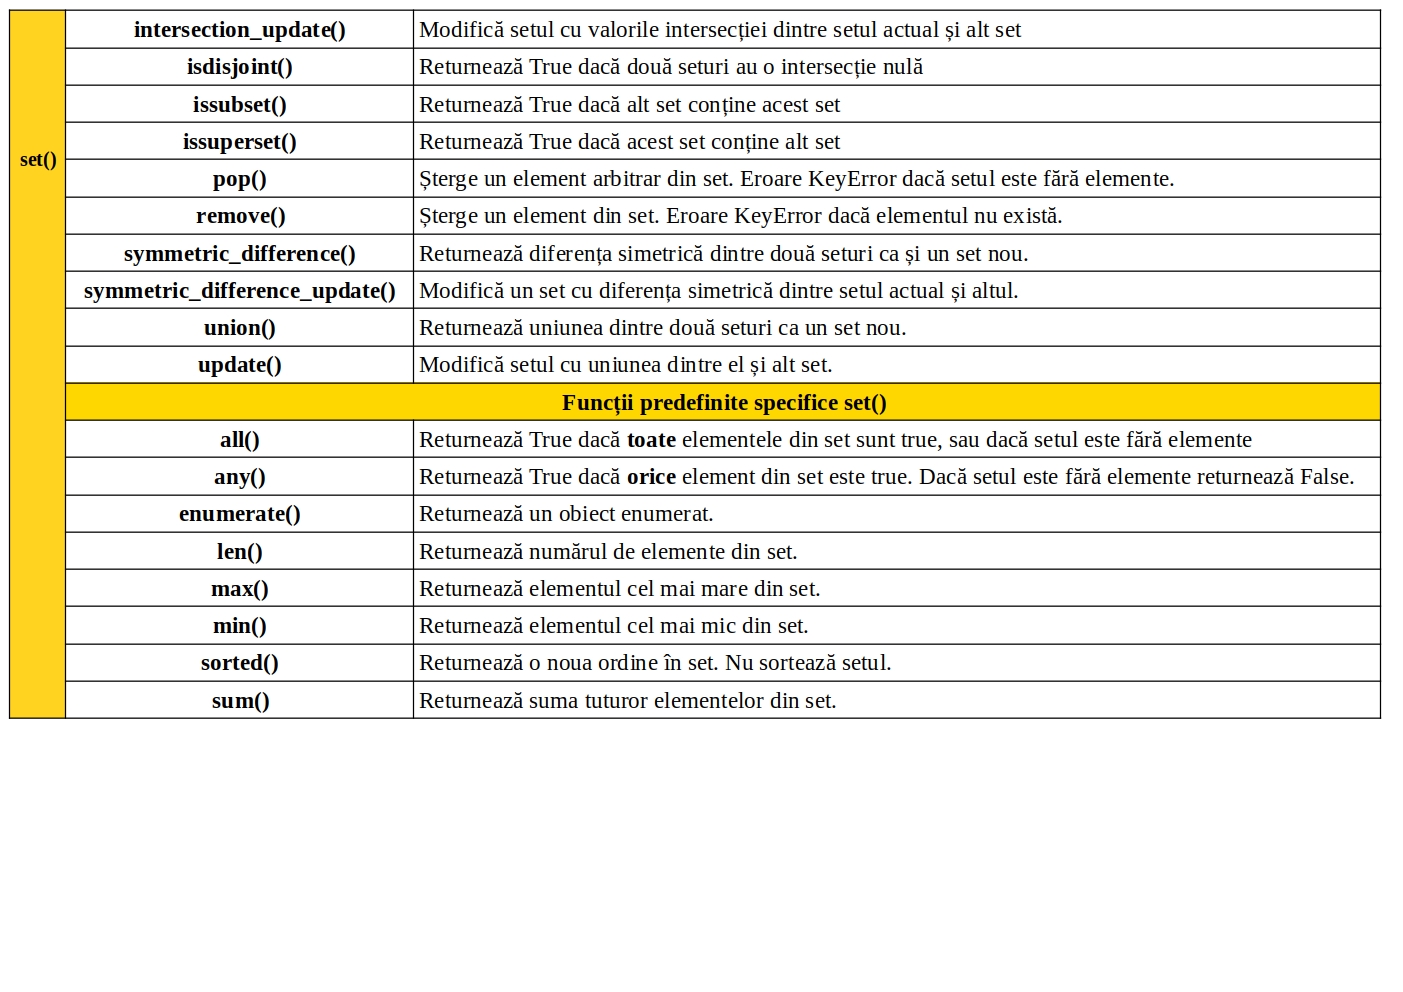 set()
intersection_update() Modifică setul cu valorile intersecției dintre setul actual și alt set
isdisjoint() Returnează True dacă două seturi au o intersecție nulă
issubset() Returnează True dacă alt set conține acest set
issuperset() Returnează True dacă acest set conține alt set
pop() Șterge un element arbitrar din set. Eroare KeyError dacă setul este fără elemente.
remove() Șterge un element din set. Eroare KeyError dacă elementul nu există.
symmetric_difference() Returnează diferența simetrică dintre două seturi ca și un set nou.
symmetric_difference_update() Modifică un set cu diferența simetrică dintre setul actual și altul.
union() Returnează uniunea dintre două seturi ca un set nou.
update() Modifică setul cu uniunea dintre el și alt set.
Funcții predefinite specifice set()
all() Returnează True dacă toate elementele din set sunt true, sau dacă setul este fără elemente
any() Returnează True dacă orice element din set este true. Dacă setul este fără elemente returnează False.
enumerate() Returnează un obiect enumerat.
len() Returnează numărul de elemente din set.
max() Returnează elementul cel mai mare din set.
min() Returnează elementul cel mai mic din set.
sorted() Returnează o noua ordine în set. Nu sortează setul.
sum() Returnează suma tuturor elementelor din set.